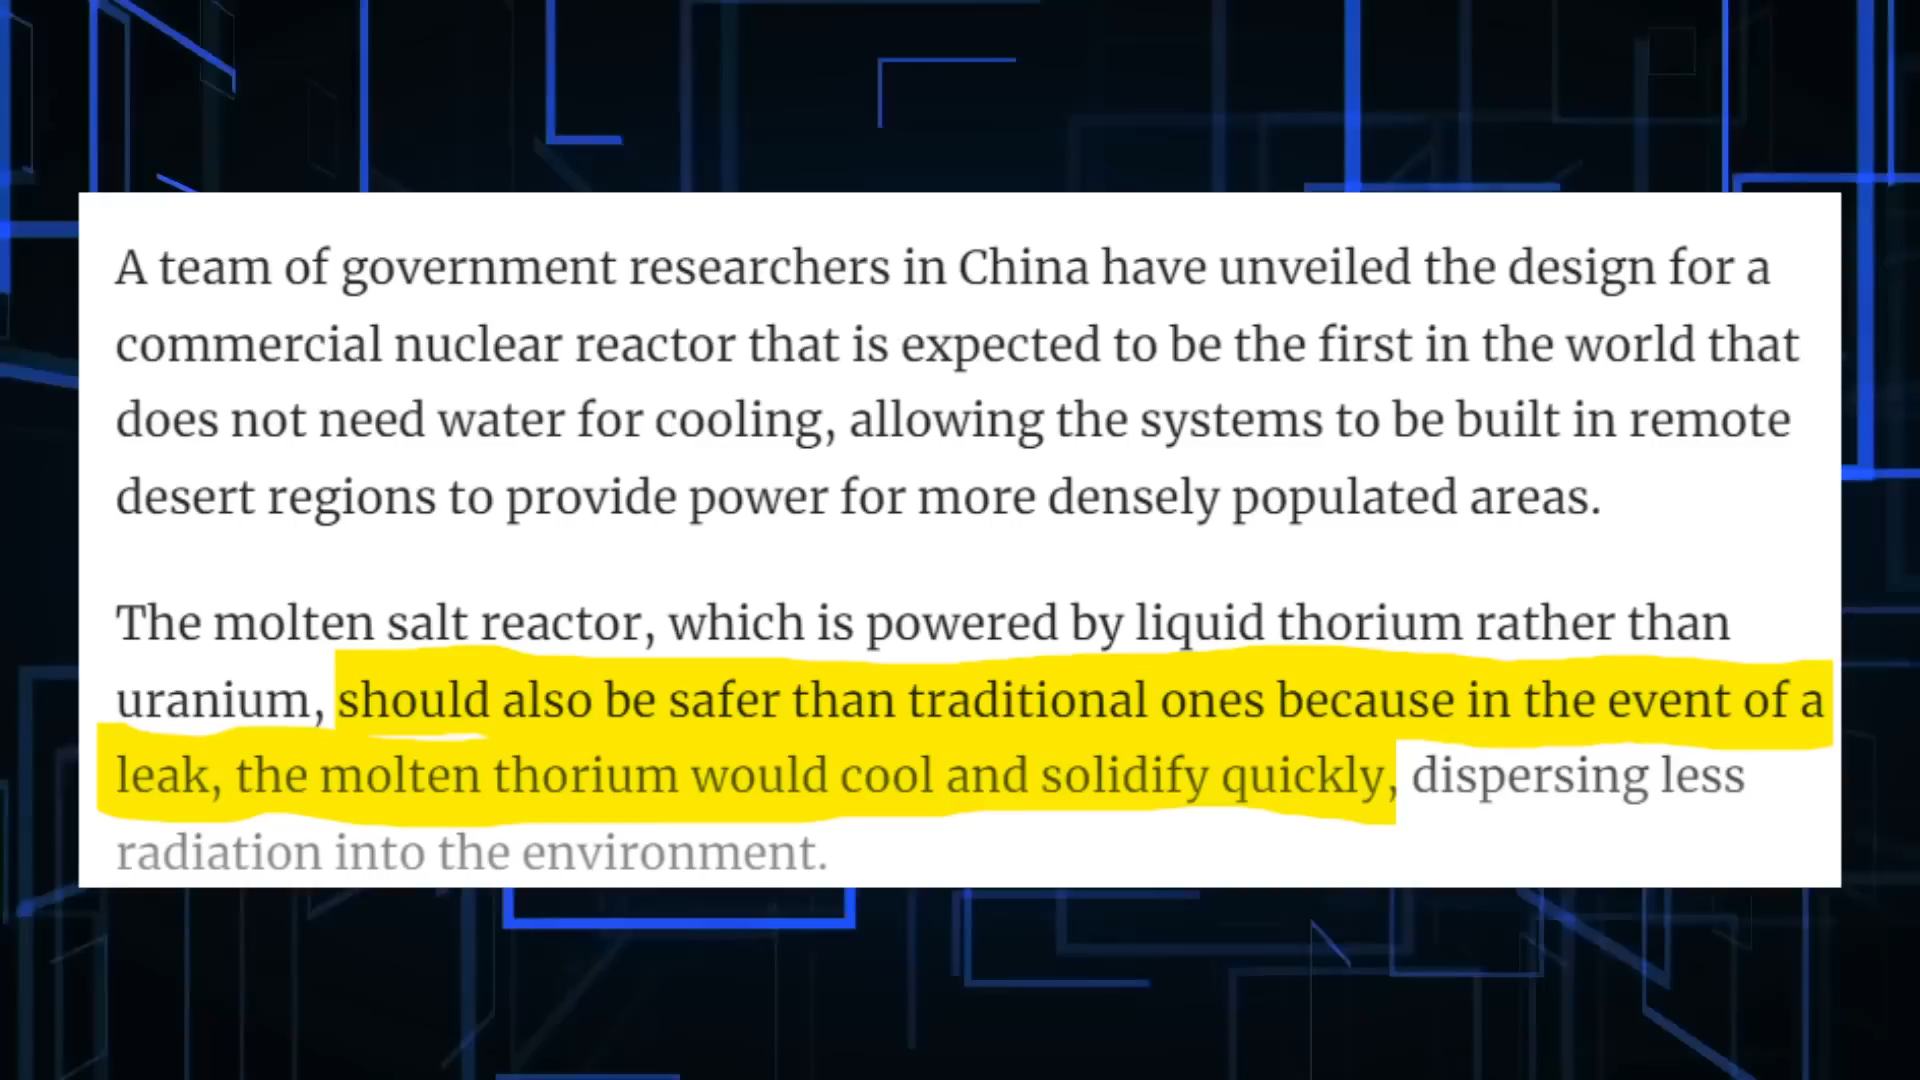 A team of government researchers in China have unveiled the design for a
commercial nuclear reactor that is expected to be the first in the world that
does not need water for cooling, allowing the systems to be built in remote
desert regions to provide power for more densely populated areas.
The molten salt reactor, which is powered by liquid thorium rather than
uranium, should also be safer than traditional ones because in the event of a
leak, the molten thorium would cool and solidify quickly, dispersing less
radiation into the environment.